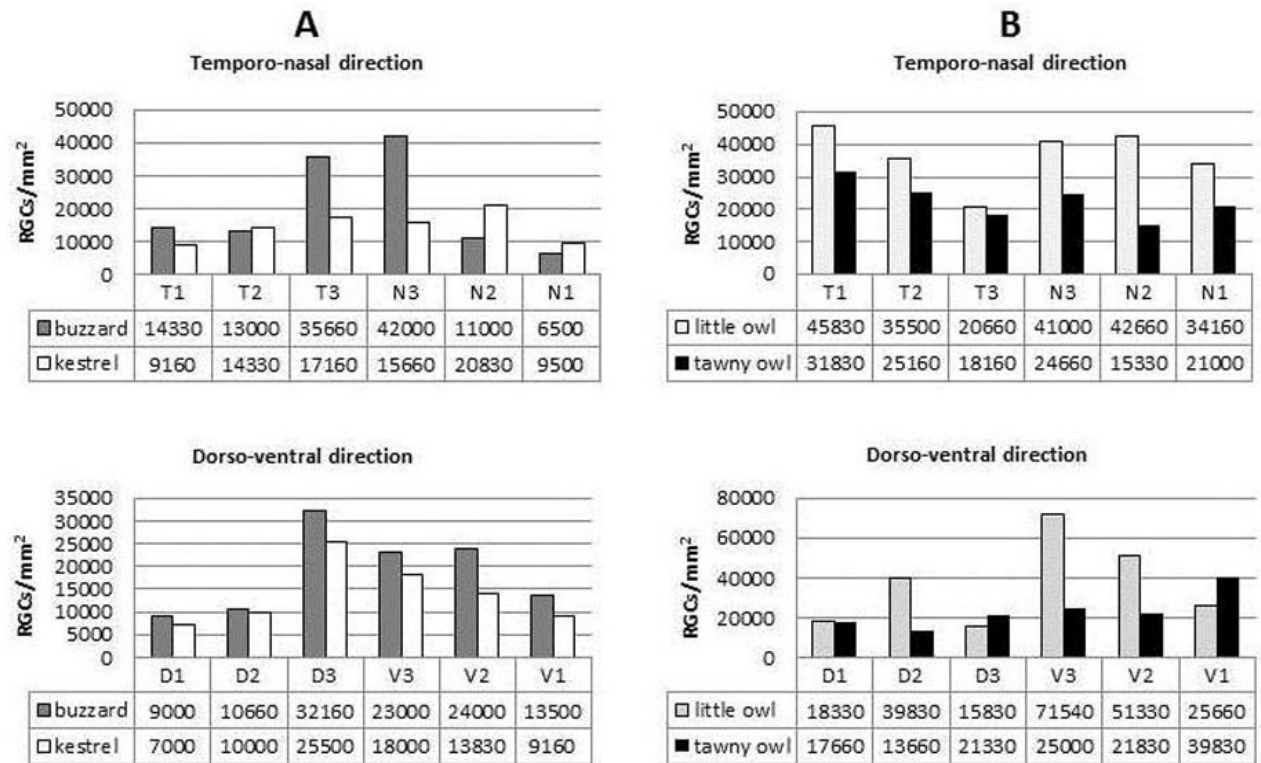 A
Temporo-nasal direction
RGCs/mm²
50000
40000
30000
20000
10000
0
T1 T2 T3 N3 N2 N1
buzzard 14330 13000 35660 42000 11000 6500
kestrel 9160 14330 17160 15660 20830 9500
Dorso-ventral direction
RGCs/mm²
35000
30000
25000
20000
15000
10000
5000
0
D1 D2 D3 V3 V2 V1
buzzard 9000 10660 32160 23000 24000 13500
kestrel 7000 10000 25500 18000 13830 9160
B
Temporo-nasal direction
RGCs/mm²
50000
40000
30000
20000
10000
0
T1 T2 T3 N3 N2 N1
little owl 45830 35500 20660 41000 42660 34160
tawny owl 31830 25160 18160 24660 15330 21000
Dorso-ventral direction
RGCs/mm²
80000
60000
40000
20000
0
D1 D2 D3 V3 V2 V1
little owl 18330 39830 15830 71540 51330 25660
tawny owl 17660 13660 21330 25000 21830 39830